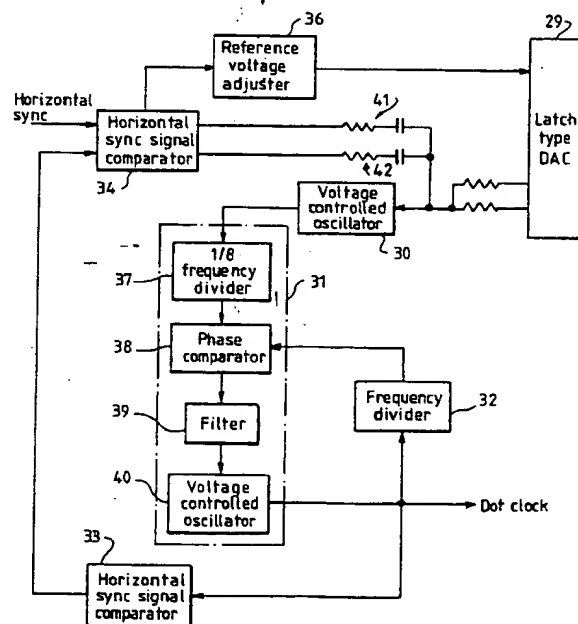 36
29
Reference
voltage
adjuster
Latch
type
DAC
41
Horizontal
sync
Horizontal
sync signal
comparator
34
42
Voltage
controlled
oscillator
30
1/8
frequency
divider
37
31
38
Phase
comparator
Frequency
divider
32
39
Filter
40
Voltage
controlled
oscillator
Dot clock
33
Horizontal
sync signal
comparator